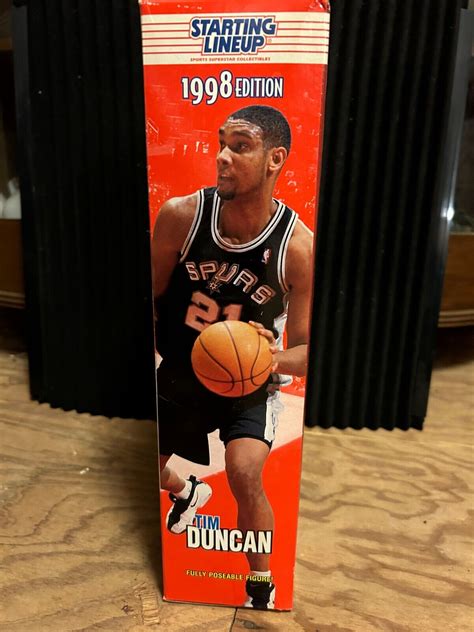 STARTING
LINEUP®
SPORTS SUPERSTAR COLLECTIBLES
1998 EDITION
SPURS
21
TIM
DUNCAN
FULLY POSEABLE FIGURE!